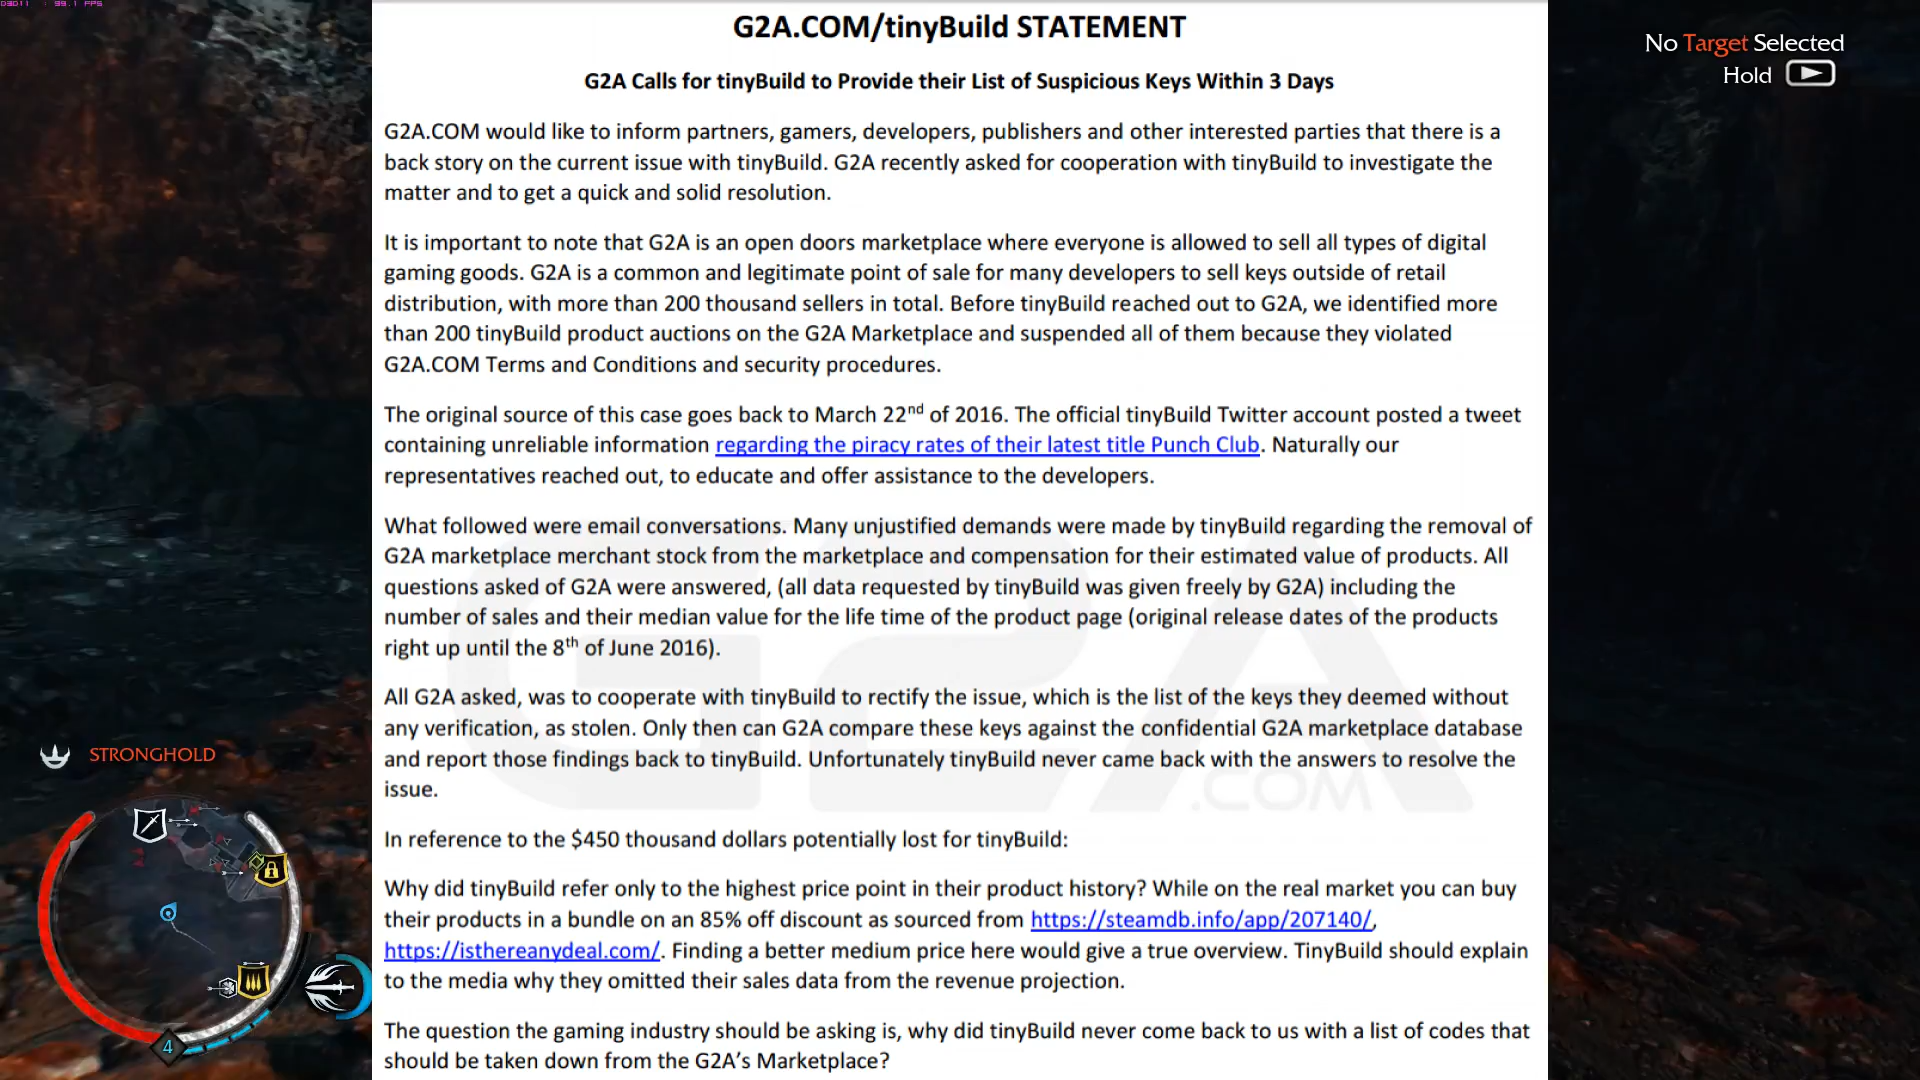 D3D11 : 99.1 FPS
G2A.COM/tinyBuild STATEMENT
No Target Selected
Hold
G2A Calls for tinyBuild to Provide their List of Suspicious Keys Within 3 Days
G2A.COM would like to inform partners, gamers, developers, publishers and other interested parties that there is a
back story on the current issue with tinyBuild. G2A recently asked for cooperation with tinyBuild to investigate the
matter and to get a quick and solid resolution.
It is important to note that G2A is an open doors marketplace where everyone is allowed to sell all types of digital
gaming goods. G2A is a common and legitimate point of sale for many developers to sell keys outside of retail
distribution, with more than 200 thousand sellers in total. Before tinyBuild reached out to G2A, we identified more
than 200 tinyBuild product auctions on the G2A Marketplace and suspended all of them because they violated
G2A.COM Terms and Conditions and security procedures.
The original source of this case goes back to March 22nd of 2016. The official tinyBuild Twitter account posted a tweet
containing unreliable information regarding the piracy rates of their latest title Punch Club. Naturally our
representatives reached out, to educate and offer assistance to the developers.
What followed were email conversations. Many unjustified demands were made by tinyBuild regarding the removal of
G2A marketplace merchant stock from the marketplace and compensation for their estimated value of products. All
questions asked of G2A were answered, (all data requested by tinyBuild was given freely by G2A) including the
number of sales and their median value for the life time of the product page (original release dates of the products
right up until the 8th of June 2016).
All G2A asked, was to cooperate with tinyBuild to rectify the issue, which is the list of the keys they deemed without
any verification, as stolen. Only then can G2A compare these keys against the confidential G2A marketplace database
and report those findings back to tinyBuild. Unfortunately tinyBuild never came back with the answers to resolve the
issue.
In reference to the $450 thousand dollars potentially lost for tinyBuild:
Why did tinyBuild refer only to the highest price point in their product history? While on the real market you can buy
their products in a bundle on an 85% off discount as sourced from https://steamdb.info/app/207140/,
https://isthereanydeal.com/. Finding a better medium price here would give a true overview. TinyBuild should explain
to the media why they omitted their sales data from the revenue projection.
The question the gaming industry should be asking is, why did tinyBuild never come back to us with a list of codes that
should be taken down from the G2A's Marketplace?
G2A
.COM
STRONGHOLD
4